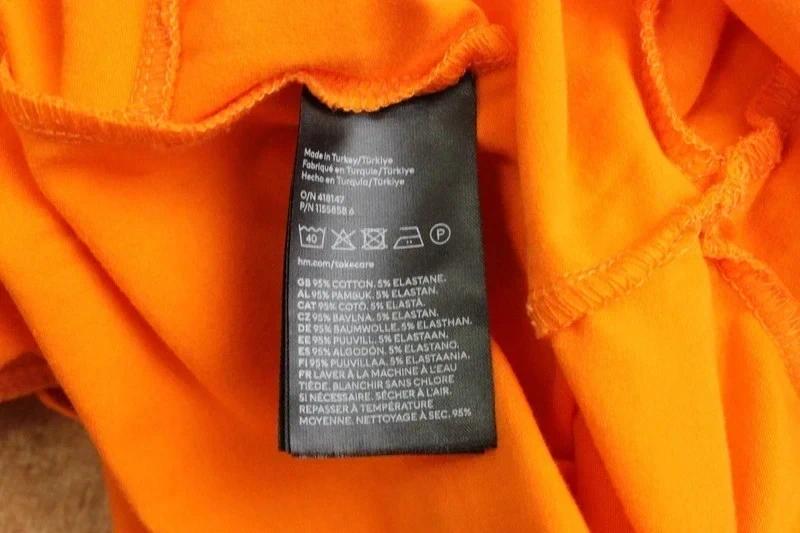 Made in Turkey/Türkiye
Fabriqué en Turquie/Türkiye
Hecho en Turquía/Türkiye
O/N 418147
P/N 1155858 6
40 P
hm.com/takecare
GB 95% COTTON. 5% ELASTANE.
AL 95% PAMBUK. 5% ELASTAN.
CAT 95% COTÓ. 5% ELASTÀ.
CZ 95% BAVLNA. 5% ELASTAN.
DE 95% BAUMWOLLE. 5% ELASTHAN.
EE 95% PUUVILL. 5% ELASTAAN.
ES 95% ALGODÓN. 5% ELASTANO.
FI 95% PUUVILLAA. 5% ELASTAANIA.
FR LAVER À LA MACHINE À L'EAU
TIÈDE. BLANCHIR SANS CHLORE
SI NÉCESSAIRE. SÉCHER À L'AIR.
REPASSER À TEMPÉRATURE
MOYENNE. NETTOYAGE À SEC. 95%